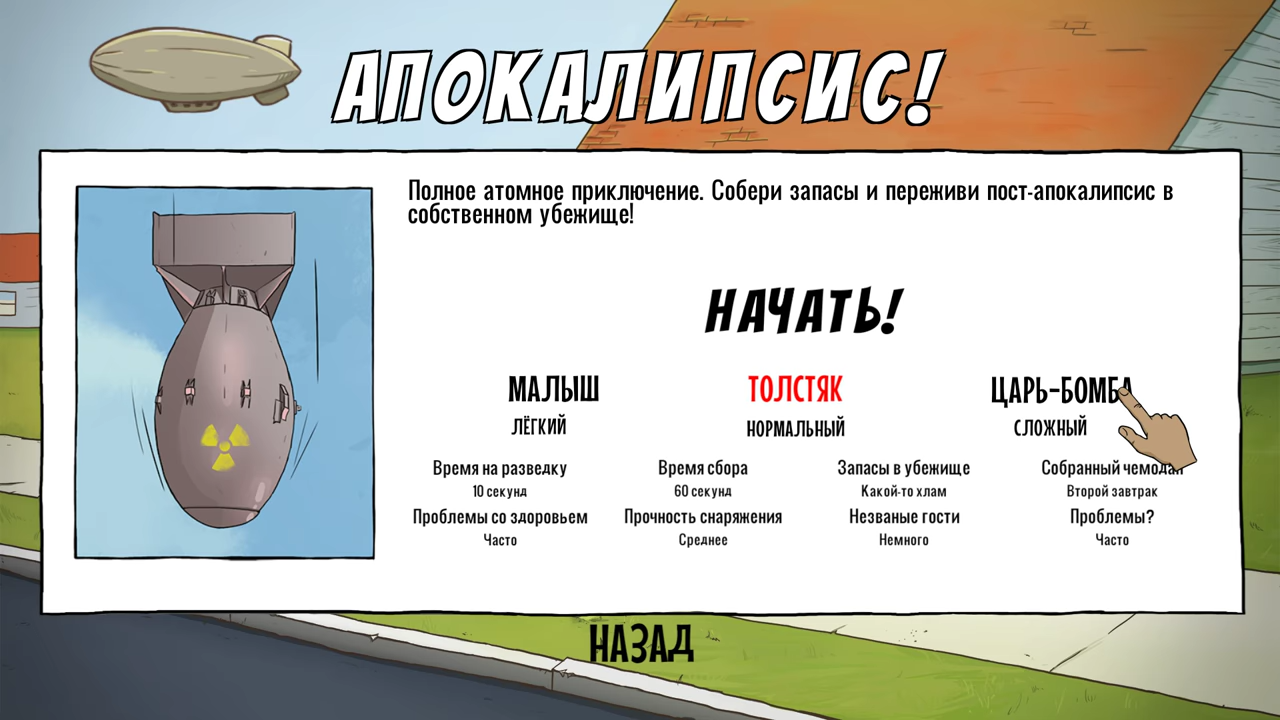 АПОКАЛИПСИС!
Полное атомное приключение. Собери запасы и переживи пост-апокалипсис в
собственном убежище!
НАЧАТЬ!
МАЛЫШ ТОЛСТЯК ЦАРЬ-БОМБА
ЛЁГКИЙ НОРМАЛЬНЫЙ СЛОЖНЫЙ
Время на разведку Время сбора Запасы в убежище Собранный чемодан
10 секунд 60 секунд Какой-то хлам Второй завтрак
Проблемы со здоровьем Прочность снаряжения Незваные гости Проблемы?
Часто Среднее Немного Часто
НАЗАД